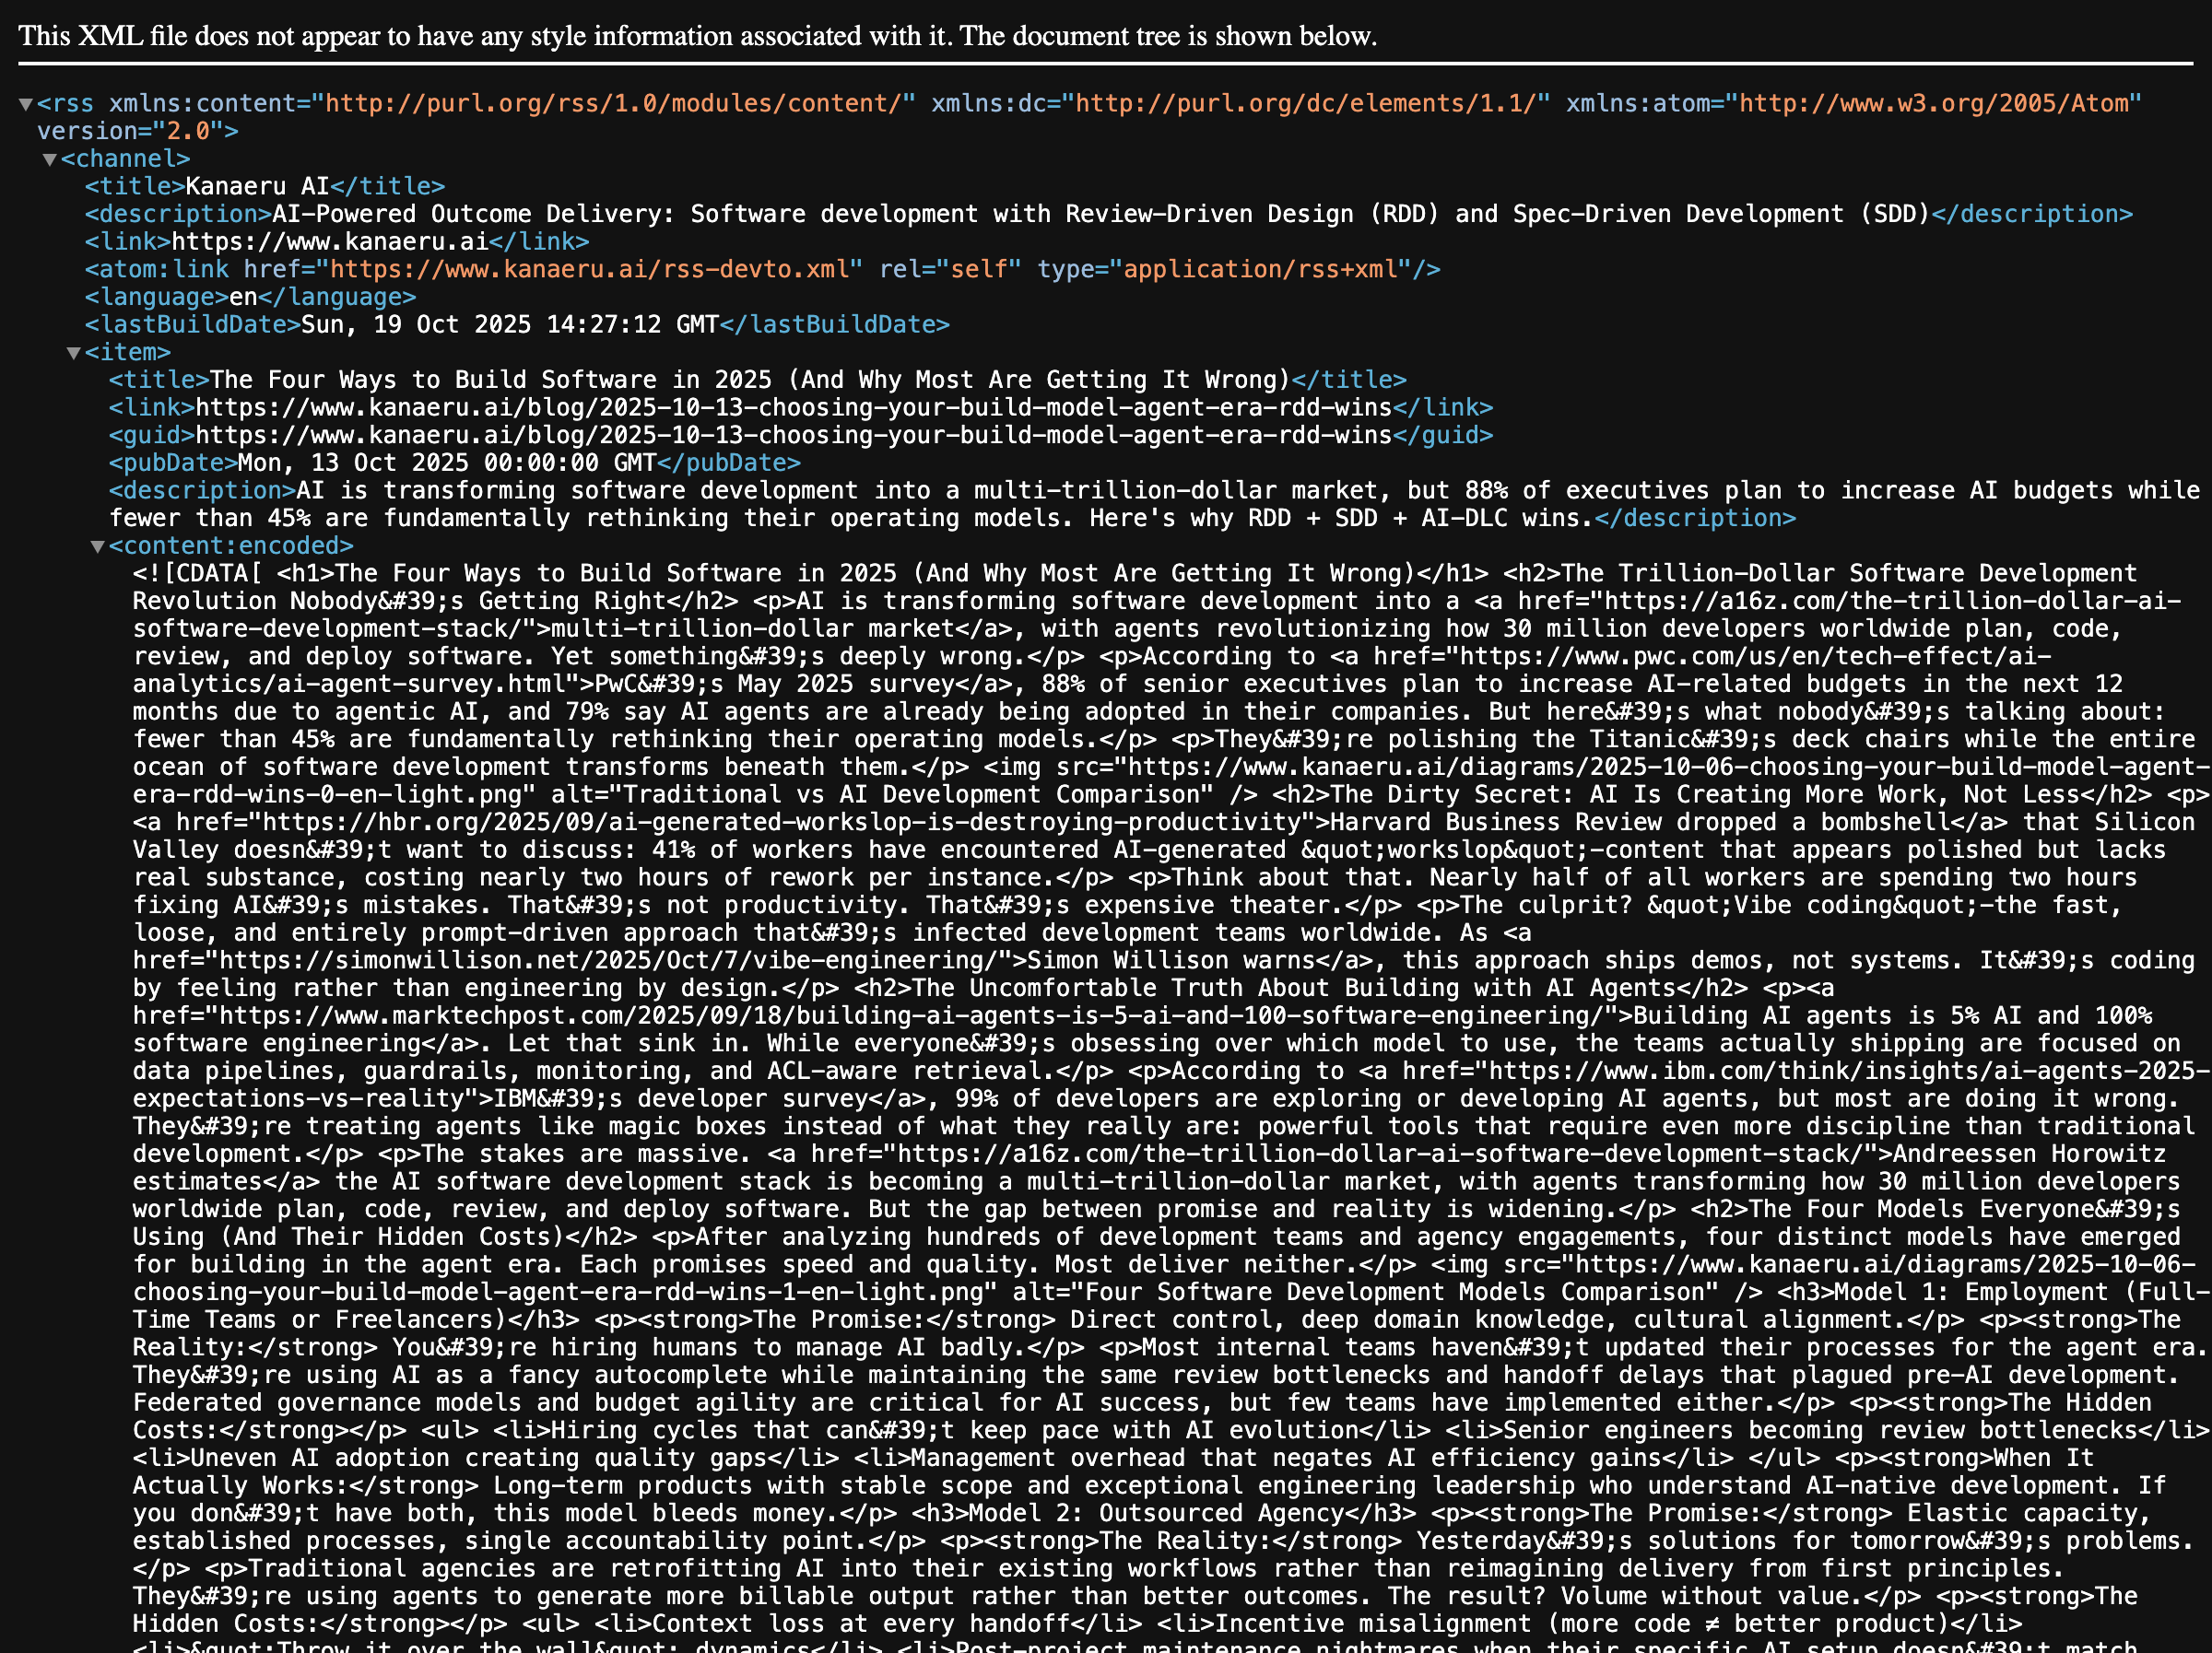 This XML file does not appear to have any style information associated with it. The document tree is shown below.
<rss xmlns:content="http://purl.org/rss/1.0/modules/content/" xmlns:dc="http://purl.org/dc/elements/1.1/" xmlns:atom="http://www.w3.org/2005/Atom"
version="2.0">
<channel>
<title>Kanaeru AI</title>
<description>AI-Powered Outcome Delivery: Software development with Review-Driven Design (RDD) and Spec-Driven Development (SDD)</description>
<link>https://www.kanaeru.ai</link>
<atom:link href="https://www.kanaeru.ai/rss-devto.xml" rel="self" type="application/rss+xml"/>
<language>en</language>
<lastBuildDate>Sun, 19 Oct 2025 14:27:12 GMT</lastBuildDate>
<item>
<title>The Four Ways to Build Software in 2025 (And Why Most Are Getting It Wrong)</title>
<link>https://www.kanaeru.ai/blog/2025-10-13-choosing-your-build-model-agent-era-rdd-wins</link>
<guid>https://www.kanaeru.ai/blog/2025-10-13-choosing-your-build-model-agent-era-rdd-wins</guid>
<pubDate>Mon, 13 Oct 2025 00:00:00 GMT</pubDate>
<description>AI is transforming software development into a multi-trillion-dollar market, but 88% of executives plan to increase AI budgets while
fewer than 45% are fundamentally rethinking their operating models. Here's why RDD + SDD + AI-DLC wins.</description>
<content:encoded>
<![CDATA[ <h1>The Four Ways to Build Software in 2025 (And Why Most Are Getting It Wrong)</h1> <h2>The Trillion-Dollar Software Development
Revolution Nobody&#39;s Getting Right</h2> <p>AI is transforming software development into a <a href="https://a16z.com/the-trillion-dollar-ai-
software-development-stack/">multi-trillion-dollar market</a>, with agents revolutionizing how 30 million developers worldwide plan, code,
review, and deploy software. Yet something&#39;s deeply wrong.</p> <p>According to <a href="https://www.pwc.com/us/en/tech-effect/ai-
analytics/ai-agent-survey.html">PwC&#39;s May 2025 survey</a>, 88% of senior executives plan to increase AI-related budgets in the next 12
months due to agentic AI, and 79% say AI agents are already being adopted in their companies. But here&#39;s what nobody&#39;s talking about:
fewer than 45% are fundamentally rethinking their operating models.</p> <p>They&#39;re polishing the Titanic&#39;s deck chairs while the entire
ocean of software development transforms beneath them.</p> <img src="https://www.kanaeru.ai/diagrams/2025-10-06-choosing-your-build-model-agent-
era-rdd-wins-0-en-light.png" alt="Traditional vs AI Development Comparison" /> <h2>The Dirty Secret: AI Is Creating More Work, Not Less</h2> <p>
<a href="https://hbr.org/2025/09/ai-generated-workslop-is-destroying-productivity">Harvard Business Review dropped a bombshell</a> that Silicon
Valley doesn&#39;t want to discuss: 41% of workers have encountered AI-generated &quot;workslop&quot;-content that appears polished but lacks
real substance, costing nearly two hours of rework per instance.</p> <p>Think about that. Nearly half of all workers are spending two hours
fixing AI&#39;s mistakes. That&#39;s not productivity. That&#39;s expensive theater.</p> <p>The culprit? &quot;Vibe coding&quot;-the fast,
loose, and entirely prompt-driven approach that&#39;s infected development teams worldwide. As <a
href="https://simonwillison.net/2025/Oct/7/vibe-engineering/">Simon Willison warns</a>, this approach ships demos, not systems. It&#39;s coding
by feeling rather than engineering by design.</p> <h2>The Uncomfortable Truth About Building with AI Agents</h2> <p><a
href="https://www.marktechpost.com/2025/09/18/building-ai-agents-is-5-ai-and-100-software-engineering/">Building AI agents is 5% AI and 100%
software engineering</a>. Let that sink in. While everyone&#39;s obsessing over which model to use, the teams actually shipping are focused on
data pipelines, guardrails, monitoring, and ACL-aware retrieval.</p> <p>According to <a href="https://www.ibm.com/think/insights/ai-agents-2025-
expectations-vs-reality">IBM&#39;s developer survey</a>, 99% of developers are exploring or developing AI agents, but most are doing it wrong.
They&#39;re treating agents like magic boxes instead of what they really are: powerful tools that require even more discipline than traditional
development.</p> <p>The stakes are massive. <a href="https://a16z.com/the-trillion-dollar-ai-software-development-stack/">Andreessen Horowitz
estimates</a> the AI software development stack is becoming a multi-trillion-dollar market, with agents transforming how 30 million developers
worldwide plan, code, review, and deploy software. But the gap between promise and reality is widening.</p> <h2>The Four Models Everyone&#39;s
Using (And Their Hidden Costs)</h2> <p>After analyzing hundreds of development teams and agency engagements, four distinct models have emerged
for building in the agent era. Each promises speed and quality. Most deliver neither.</p> <img src="https://www.kanaeru.ai/diagrams/2025-10-06-
choosing-your-build-model-agent-era-rdd-wins-1-en-light.png" alt="Four Software Development Models Comparison" /> <h3>Model 1: Employment (Full-
Time Teams or Freelancers)</h3> <p><strong>The Promise:</strong> Direct control, deep domain knowledge, cultural alignment.</p> <p><strong>The
Reality:</strong> You&#39;re hiring humans to manage AI badly.</p> <p>Most internal teams haven&#39;t updated their processes for the agent era.
They&#39;re using AI as a fancy autocomplete while maintaining the same review bottlenecks and handoff delays that plagued pre-AI development.
Federated governance models and budget agility are critical for AI success, but few teams have implemented either.</p> <p><strong>The Hidden
Costs:</strong></p> <ul> <li>Hiring cycles that can&#39;t keep pace with AI evolution</li> <li>Senior engineers becoming review bottlenecks</li>
<li>Uneven AI adoption creating quality gaps</li> <li>Management overhead that negates AI efficiency gains</li> </ul> <p><strong>When It
Actually Works:</strong> Long-term products with stable scope and exceptional engineering leadership who understand AI-native development. If
you don&#39;t have both, this model bleeds money.</p> <h3>Model 2: Outsourced Agency</h3> <p><strong>The Promise:</strong> Elastic capacity,
established processes, single accountability point.</p> <p><strong>The Reality:</strong> Yesterday&#39;s solutions for tomorrow&#39;s problems.
</p> <p>Traditional agencies are retrofitting AI into their existing workflows rather than reimagining delivery from first principles.
They&#39;re using agents to generate more billable output rather than better outcomes. The result? Volume without value.</p> <p><strong>The
Hidden Costs:</strong></p> <ul> <li>Context loss at every handoff</li> <li>Incentive misalignment (more code ≠ better product)</li>
<li>&quot;Throw it over the wall&quot; dynamics</li> <li>Post-project maintenance nightmares when their specific AI setup doesn&#39;t match